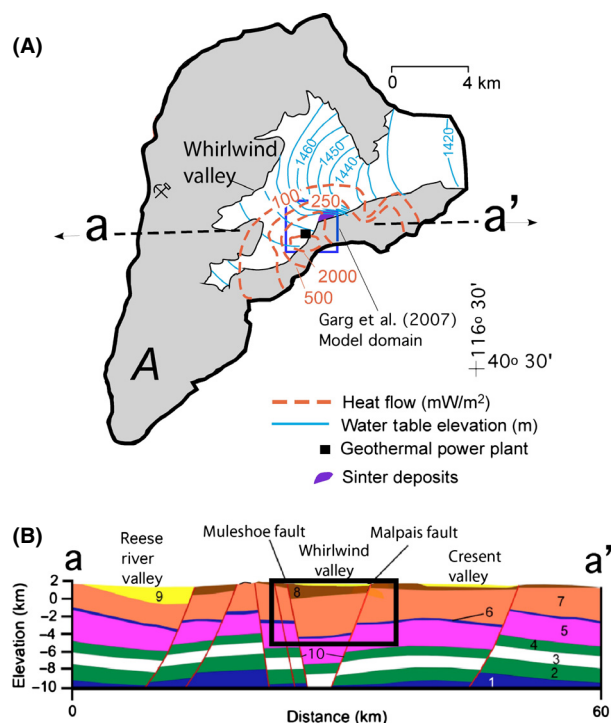 (A)
0 4 km
Whirlwind
valley
1460
1450
1440
1420
100
250
a
a'
2000
500
Garg et al. (2007)
Model domain
A
116° 30'
40° 30'
Heat flow (mW/m²)
Water table elevation (m)
Geothermal power plant
Sinter deposits
(B)
a
Reese
river
valley
Muleshoe fault
Whirlwind
valley
Malpais fault
Cresent
valley
a'
Elevation (km)
2
0
−2
−4
−6
−8
−10
9
8
7
6
5
4
3
2
1
10
0
60
Distance (km)